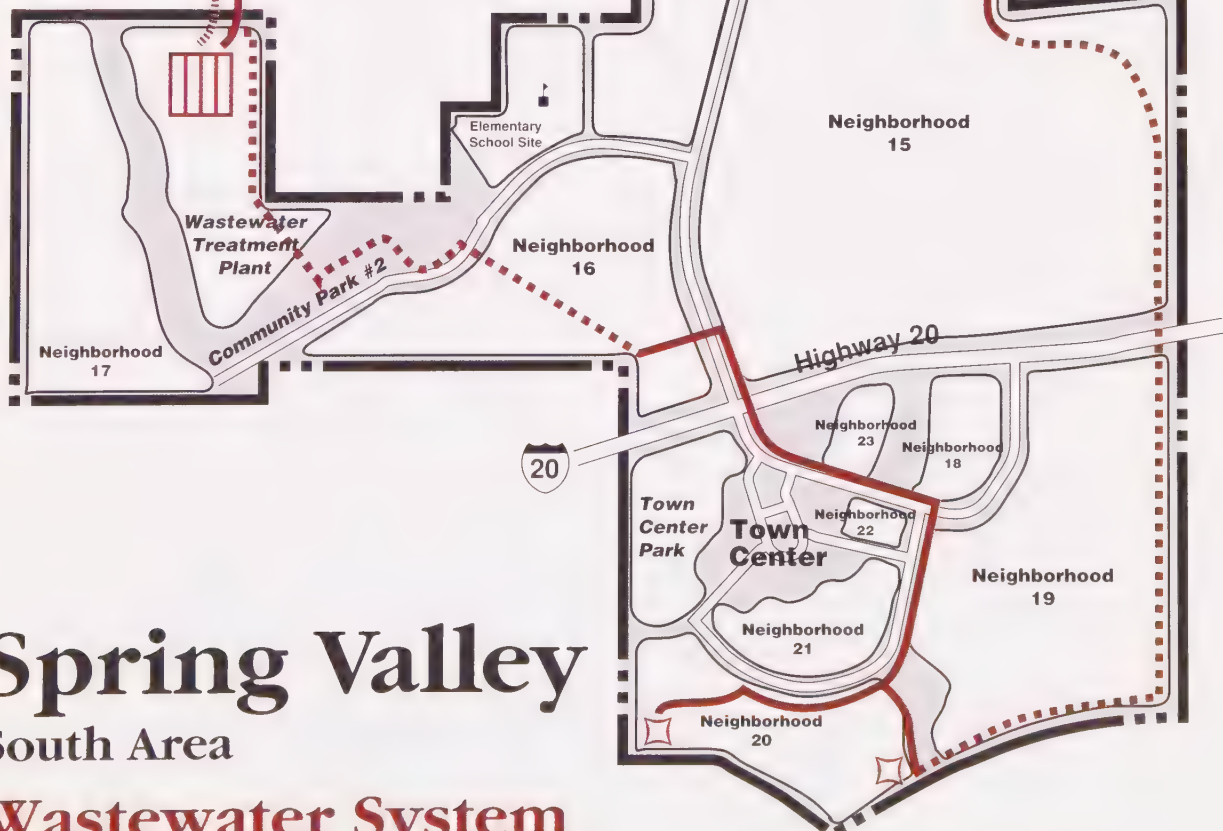 Elementary
School Site
Neighborhood
15
Wastewater
Treatment
Plant
Neighborhood
16
Community Park #2
Neighborhood
17
Highway 20
20
Neighborhood
23
Neighborhood
18
Town
Center
Park
Neighborhood
22
Town
Center
Neighborhood
19
Neighborhood
21
Neighborhood
20
Spring Valley
South Area
Wastewater System